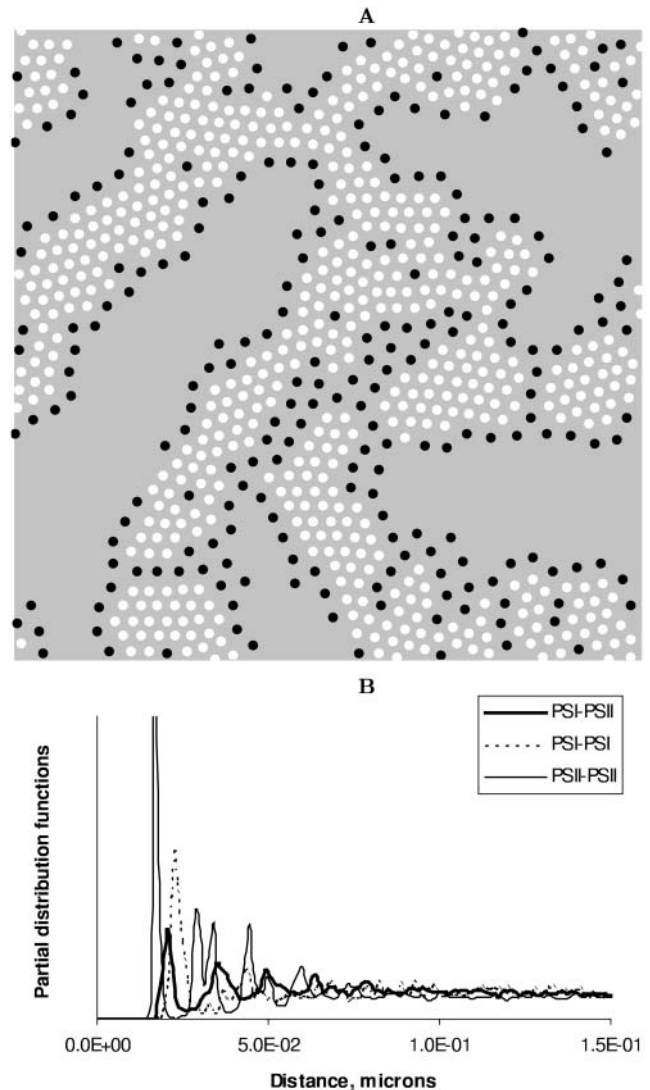 A
B
PSI-PSII
PSI-PSI
PSII-PSII
Partial distribution functions
0.0E+00
5.0E-02
1.0E-01
1.5E-01
Distance, microns